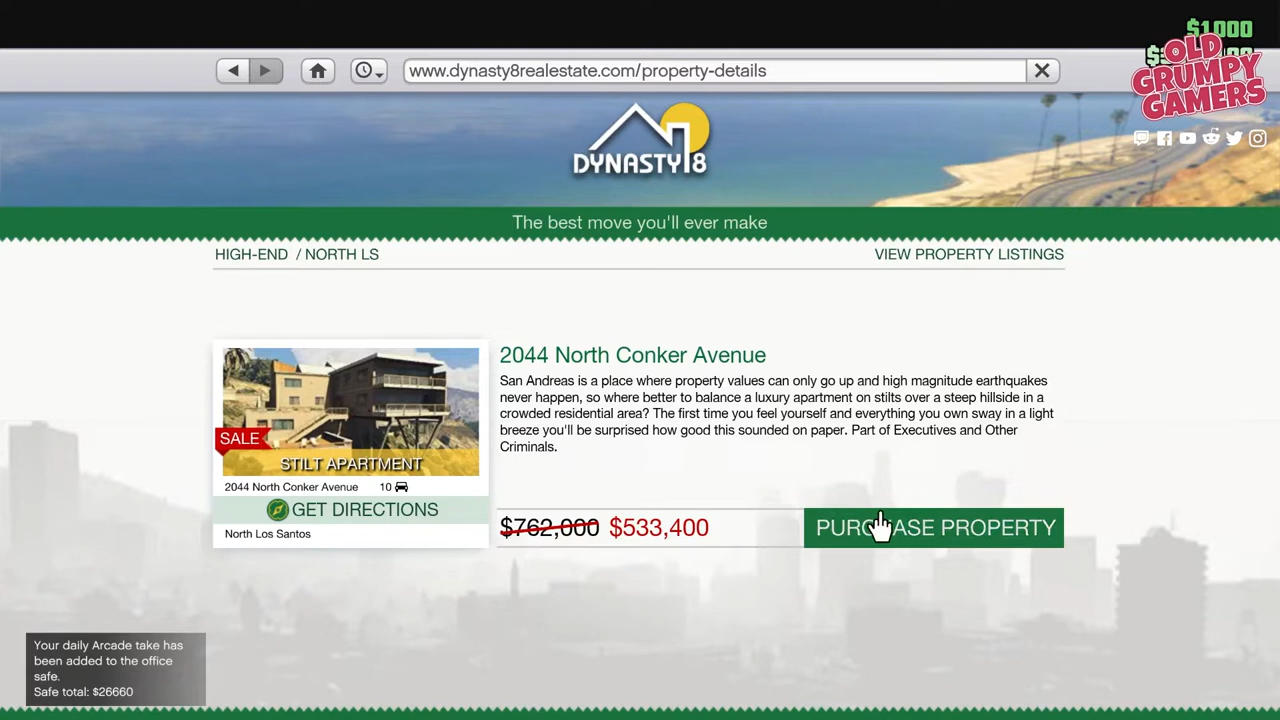 $1000
OLD
GRUMPY
GAMERS
www.dynasty8realestate.com/property-details
DYNASTY 8
The best move you'll ever make
HIGH-END / NORTH LS
VIEW PROPERTY LISTINGS
2044 North Conker Avenue
San Andreas is a place where property values can only go up and high magnitude earthquakes
never happen, so where better to balance a luxury apartment on stilts over a steep hillside in a
crowded residential area? The first time you feel yourself and everything you own sway in a light
breeze you'll be surprised how good this sounded on paper. Part of Executives and Other
Criminals.
SALE
STILT APARTMENT
2044 North Conker Avenue 10
GET DIRECTIONS
North Los Santos
$762,000 $533,400
PURCHASE PROPERTY
Your daily Arcade take has
been added to the office
safe.
Safe total: $26660